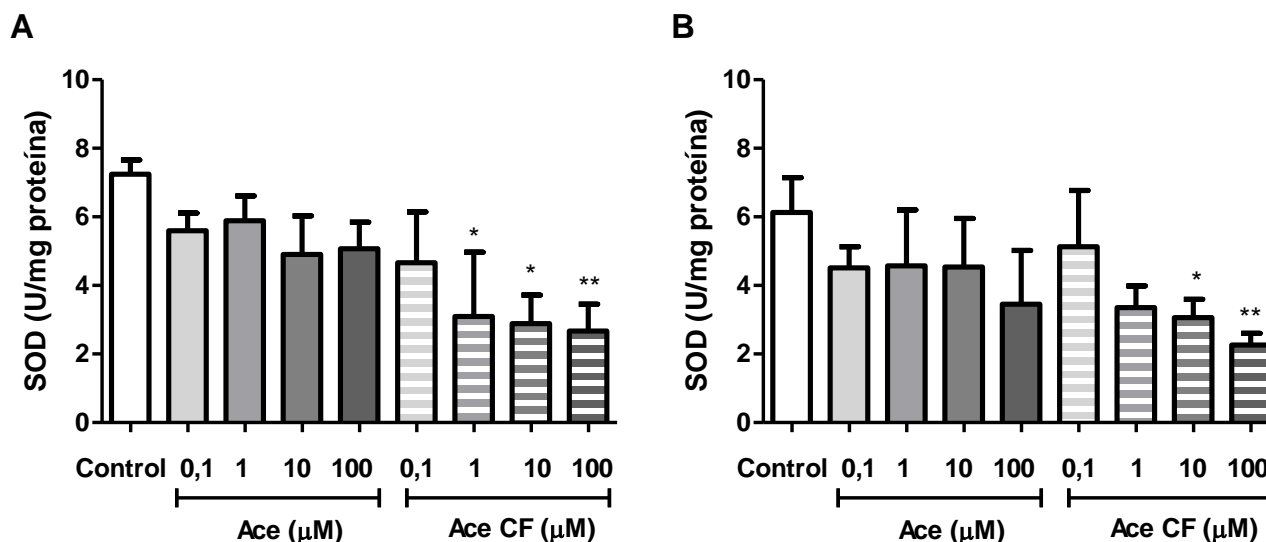 A
SOD (U/mg proteína)
10
8
6
4
2
0
*
*
**
Control 0,1 1 10 100 0,1 1 10 100
Ace (μM) Ace CF (μM)
B
SOD (U/mg proteína)
10
8
6
4
2
0
*
**
Control 0,1 1 10 100 0,1 1 10 100
Ace (μM) Ace CF (μM)